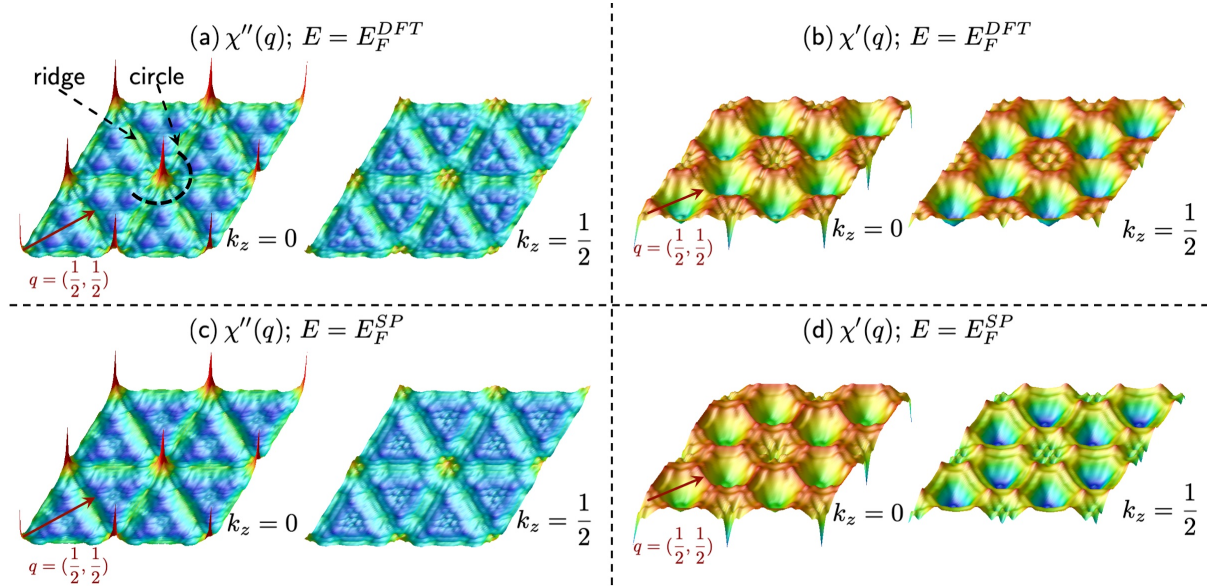 (a) χ''(q); E = E_F^{DFT}
ridge
circle
k_z = 0
k_z = 1/2
q = (1/2, 1/2)
(b) χ'(q); E = E_F^{DFT}
k_z = 0
k_z = 1/2
q = (1/2, 1/2)
(c) χ''(q); E = E_F^{SP}
k_z = 0
k_z = 1/2
q = (1/2, 1/2)
(d) χ'(q); E = E_F^{SP}
k_z = 0
k_z = 1/2
q = (1/2, 1/2)